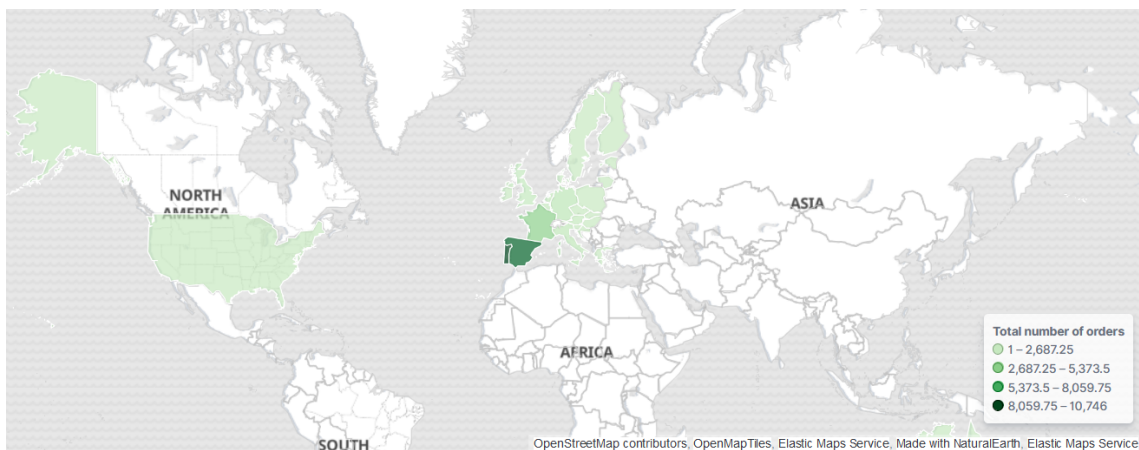 NORTH
AMERICA
ASIA
AFRICA
SOUTH
Total number of orders
1 – 2,687.25
2,687.25 – 5,373.5
5,373.5 – 8,059.75
8,059.75 – 10,746
OpenStreetMap contributors, OpenMapTiles, Elastic Maps Service, Made with NaturalEarth, Elastic Maps Service